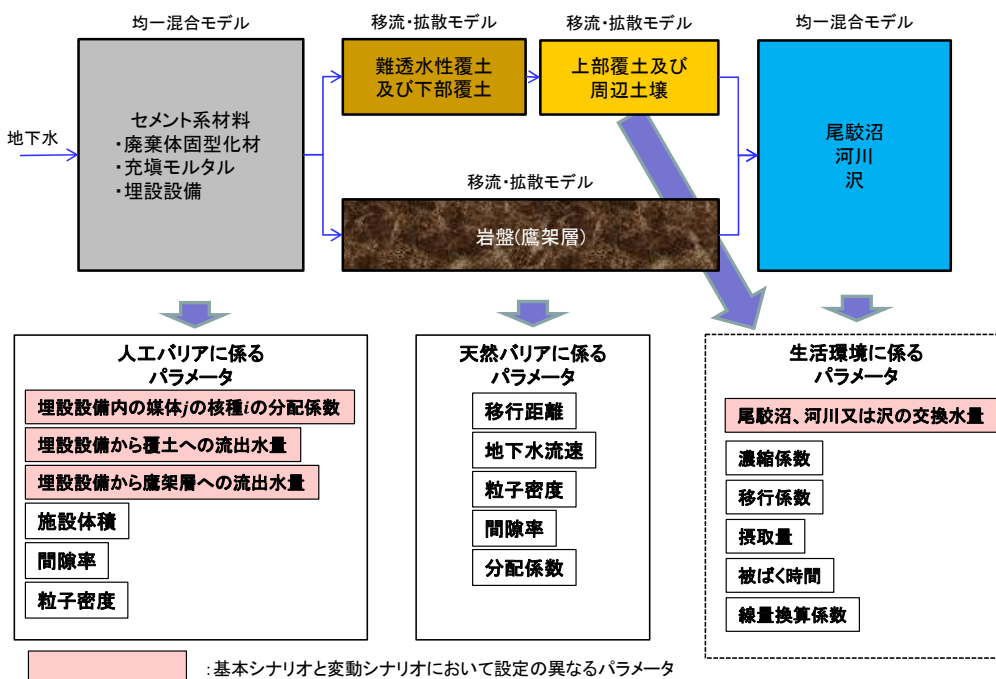 均一混合モデル
移流・拡散モデル
移流・拡散モデル
均一混合モデル
地下水
セメント系材料
・廃棄体固型化材
・充塡モルタル
・埋設設備
難透水性覆土
及び下部覆土
上部覆土及び
周辺土壌
移流・拡散モデル
岩盤(鷹架層)
尾駮沼
河川
沢
人工バリアに係る
パラメータ
埋設設備内の媒体jの核種iの分配係数
埋設設備から覆土への流出水量
埋設設備から鷹架層への流出水量
施設体積
間隙率
粒子密度
天然バリアに係る
パラメータ
移行距離
地下水流速
粒子密度
間隙率
分配係数
生活環境に係る
パラメータ
尾駮沼、河川又は沢の交換水量
濃縮係数
移行係数
摂取量
被ばく時間
線量換算係数
:基本シナリオと変動シナリオにおいて設定の異なるパラメータ